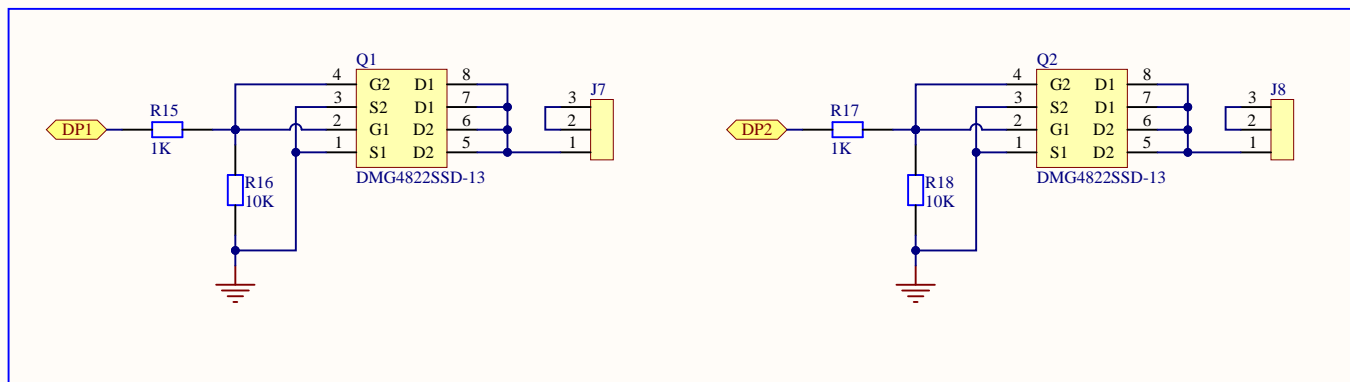 Q1
4 G2 D1 8
3 S2 D1 7
2 G1 D2 6
1 S1 D2 5
DMG4822SSD-13
DP1
R15
1K
R16
10K
J7
3
2
1
Q2
4 G2 D1 8
3 S2 D1 7
2 G1 D2 6
1 S1 D2 5
DMG4822SSD-13
DP2
R17
1K
R18
10K
J8
3
2
1